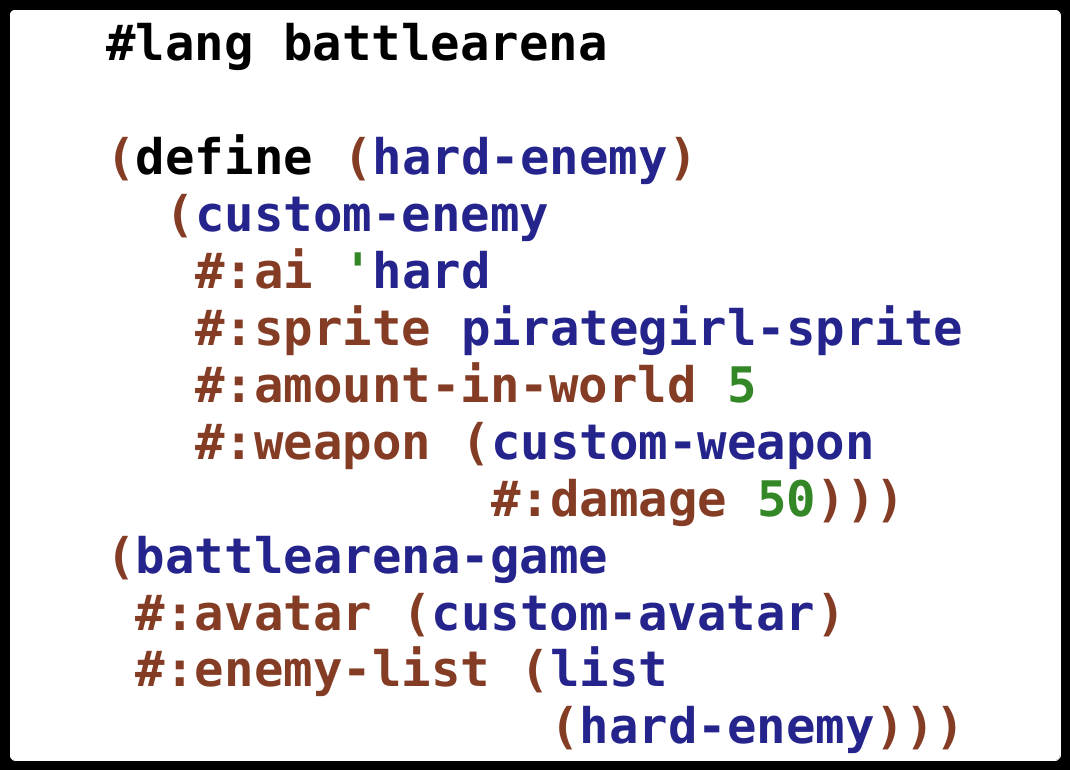 #lang battlearena
(define (hard-enemy)
(custom-enemy
#:ai 'hard
#:sprite pirategirl-sprite
#:amount-in-world 5
#:weapon (custom-weapon
#:damage 50)))
(battlearena-game
#:avatar (custom-avatar)
#:enemy-list (list
(hard-enemy)))